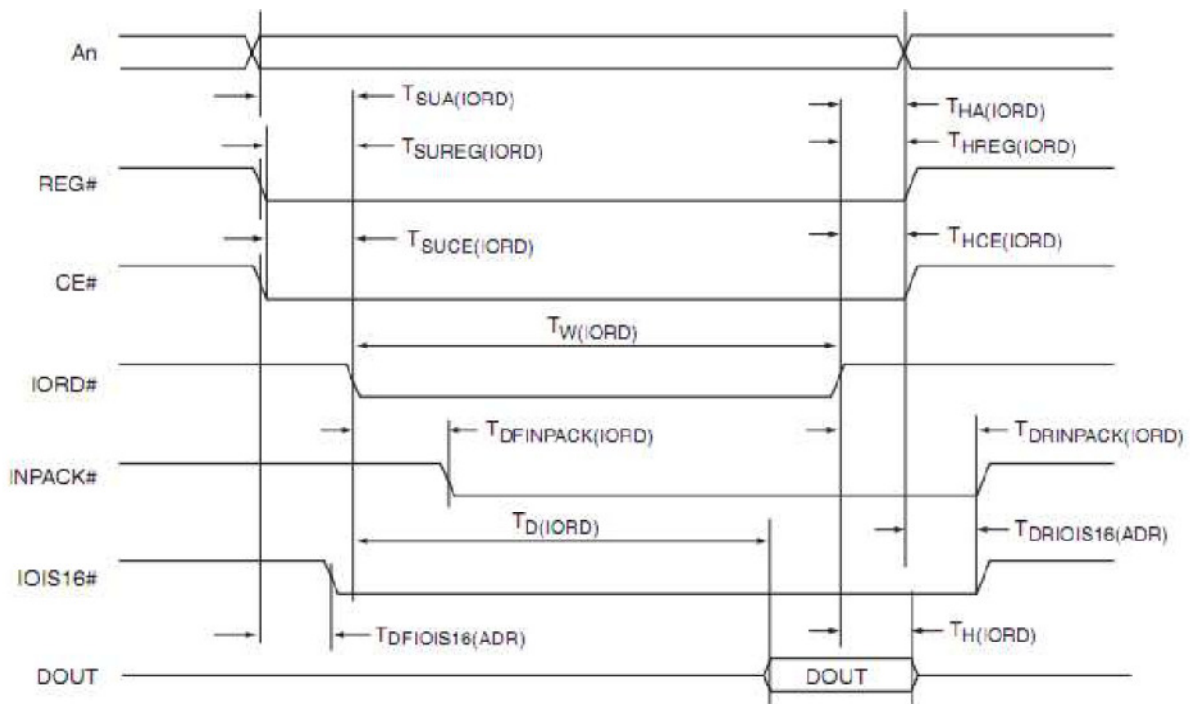 An
TSUA(IORD)
THA(IORD)
TSUREG(IORD)
THREG(IORD)
REG#
TSUCE(IORD)
THCE(IORD)
CE#
TW(IORD)
IORD#
TDFINPACK(IORD)
TDRINPACK(IORD)
INPACK#
TD(IORD)
TDRIOIS16(ADR)
IOIS16#
TDFIOIS16(ADR)
TH(IORD)
DOUT
DOUT